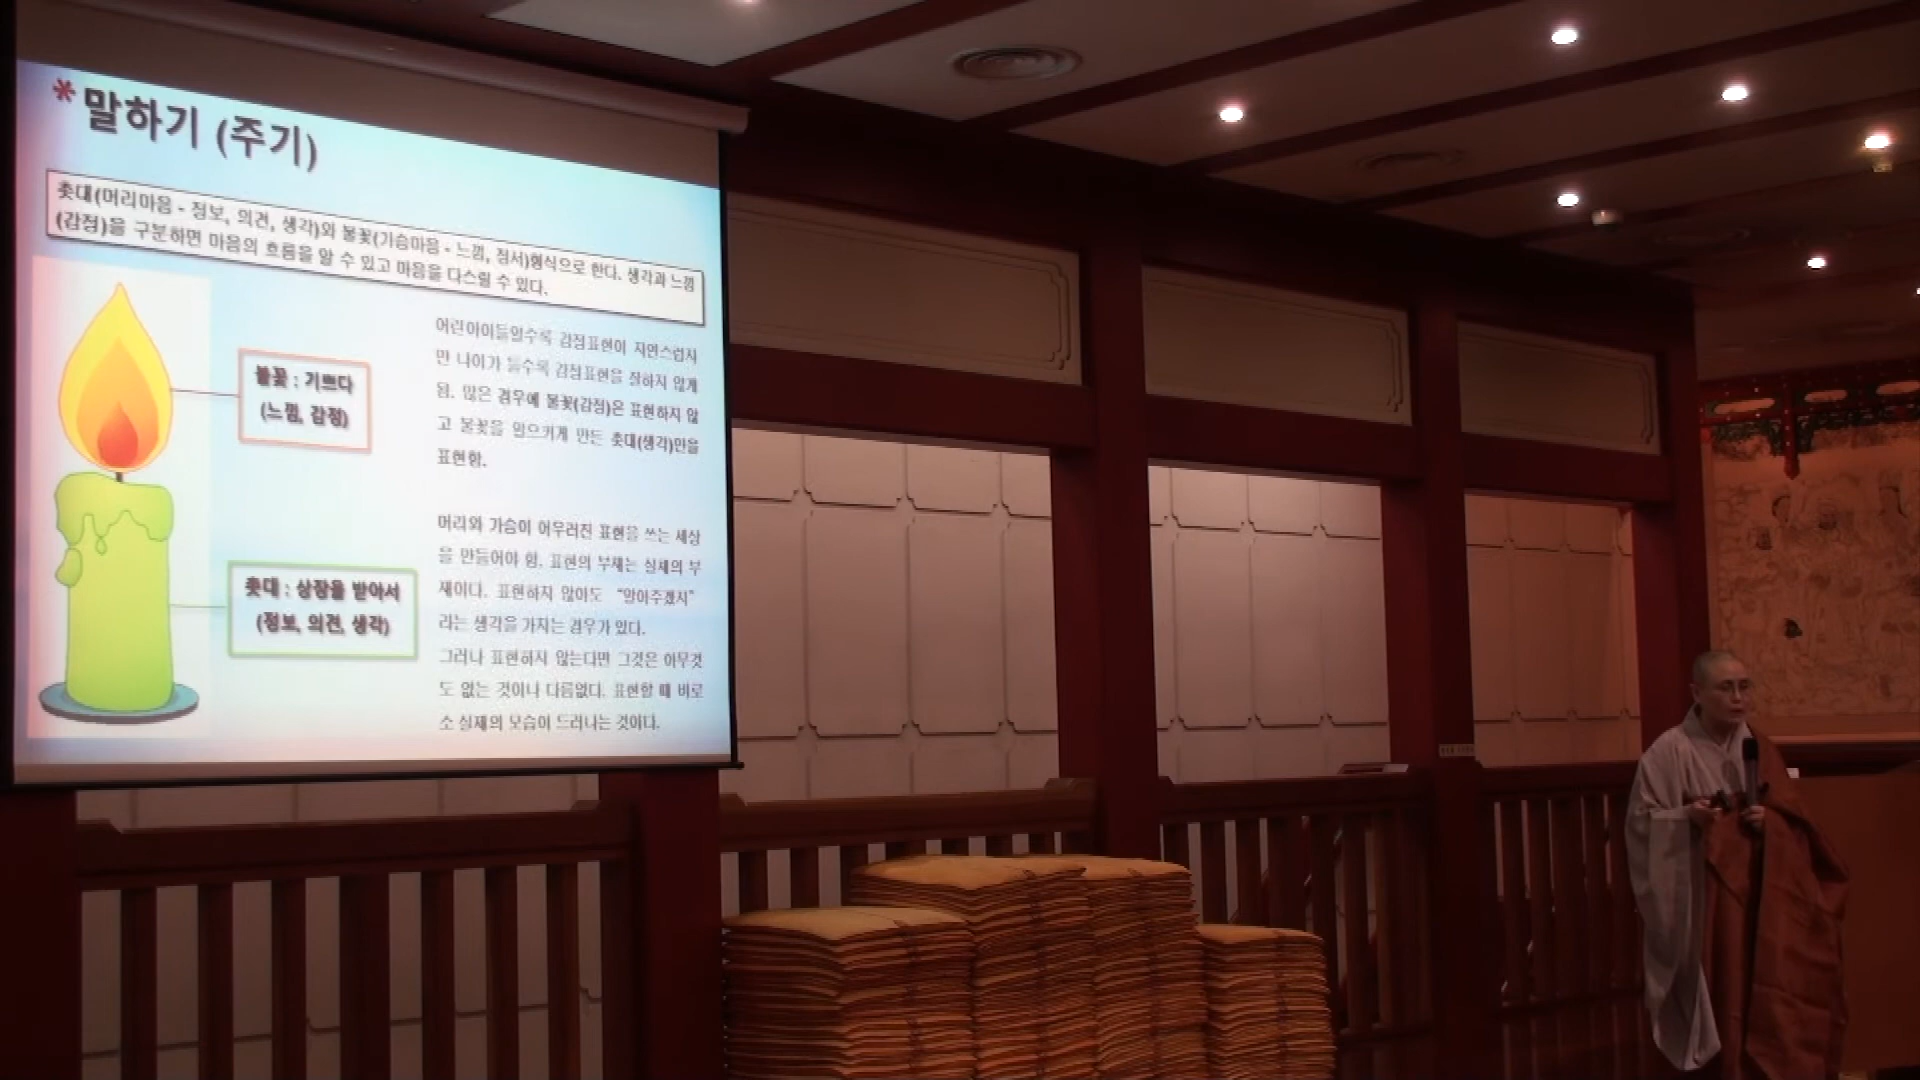 * 말하기 (주기)
촛대(머리마음 - 정보, 의견, 생각)와 불꽃(가슴마음 - 느낌, 정서)형식으로 한다. 생각과 느낌
(감정)을 구분하면 마음의 흐름을 알 수 있고 마음을 다스릴 수 있다.
불꽃 : 기쁘다
(느낌, 감정)
어린아이들일수록 감정표현이 자연스럽지
만 나이가 들수록 감정표현을 잘하지 않게
됨. 많은 경우에 불꽃(감정)은 표현하지 않
고 불꽃을 일으키게 만든 촛대(생각)만을
표현함.
촛대 : 상장을 받아서
(정보, 의견, 생각)
머리와 가슴이 어우러진 표현을 쓰는 세상
을 만들어야 함. 표현의 부재는 실제의 부
재이다. 표현하지 않아도 “알아주겠지”
라는 생각을 가지는 경우가 있다.
그러나 표현하지 않는다면 그것은 아무것
도 없는 것이나 다름없다. 표현할 때 비로
소 실제의 모습이 드러나는 것이다.